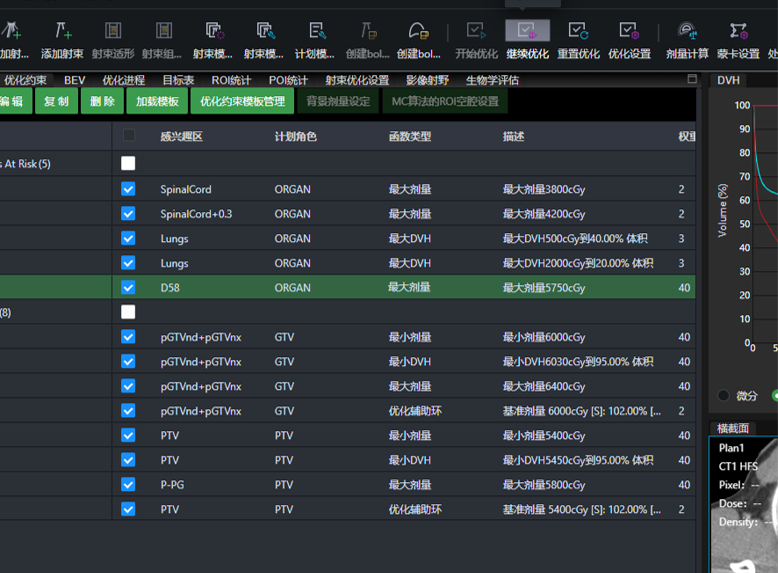 加射... 添加射束 射束适形 射束组... 射束模... 射束模... 计划模... 创建bol... 创建bol... 开始优化 继续优化 重置优化 优化设置 剂量计算 蒙卡设置 处
优化约束 BEV 优化进程 目标表 ROI统计 POI统计 射束优化设置 影像射野 生物学评估 DVH
编辑 复制 删除 加载模板 优化约束模板管理 背景剂量设定 MC算法的ROI空腔设置
感兴趣区 计划角色 函数类型 描述 权重
s At Risk(5)
SpinalCord ORGAN 最大剂量 最大剂量3800cGy 2
SpinalCord+0.3 ORGAN 最大剂量 最大剂量4200cGy 2
Lungs ORGAN 最大DVH 最大DVH500cGy到40.00% 体积 3
Lungs ORGAN 最大DVH 最大DVH2000cGy到20.00% 体积 3
D58 ORGAN 最大剂量 最大剂量5750cGy 40
(8)
pGTVnd+pGTVnx GTV 最小剂量 最小剂量6000cGy 40
pGTVnd+pGTVnx GTV 最小DVH 最小DVH6030cGy到95.00% 体积 40
pGTVnd+pGTVnx GTV 最大剂量 最大剂量6400cGy 40
pGTVnd+pGTVnx GTV 优化辅助环 基准剂量 6000cGy [S]: 102.00% [... 2
PTV PTV 最小剂量 最小剂量5400cGy 40
PTV PTV 最小DVH 最小DVH5450cGy到95.00% 体积 40
P-PG PTV 最大剂量 最大剂量5800cGy 40
PTV PTV 优化辅助环 基准剂量 5400cGy [S]: 102.00% [... 2
Volume (%)
100
90
80
70
60
50
40
30
20
10
0
0 5
微分
横截面
Plan1
CT1 HFS
Pixel: --
Dose: --
Density: --